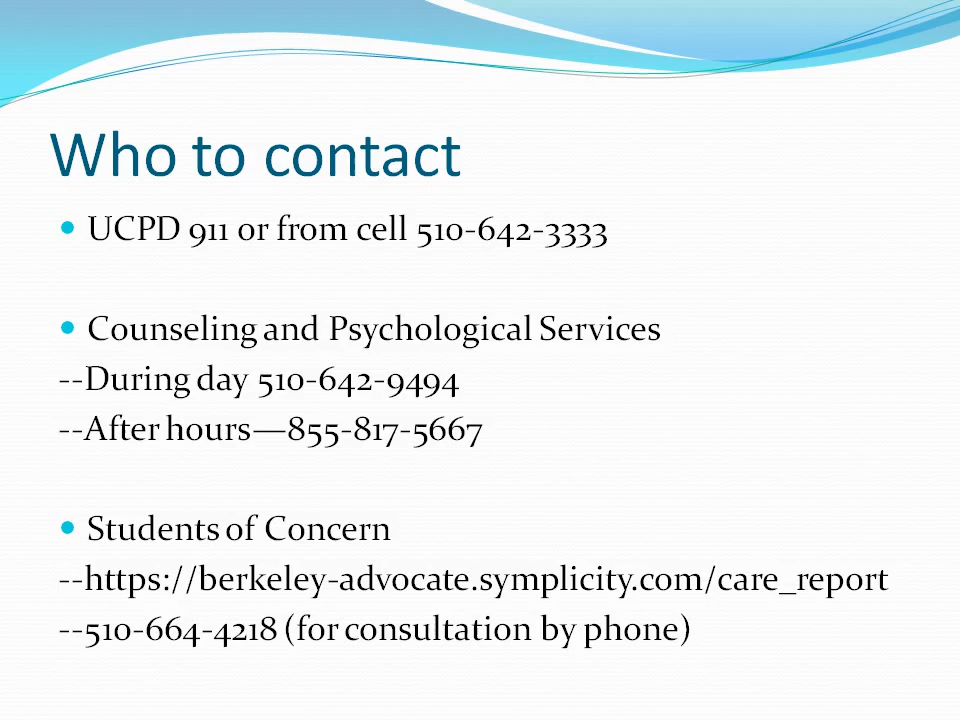 Who to contact
• UCPD 911 or from cell 510-642-3333
• Counseling and Psychological Services
--During day 510-642-9494
--After hours—855-817-5667
• Students of Concern
--https://berkeley-advocate.symplicity.com/care_report
--510-664-4218 (for consultation by phone)